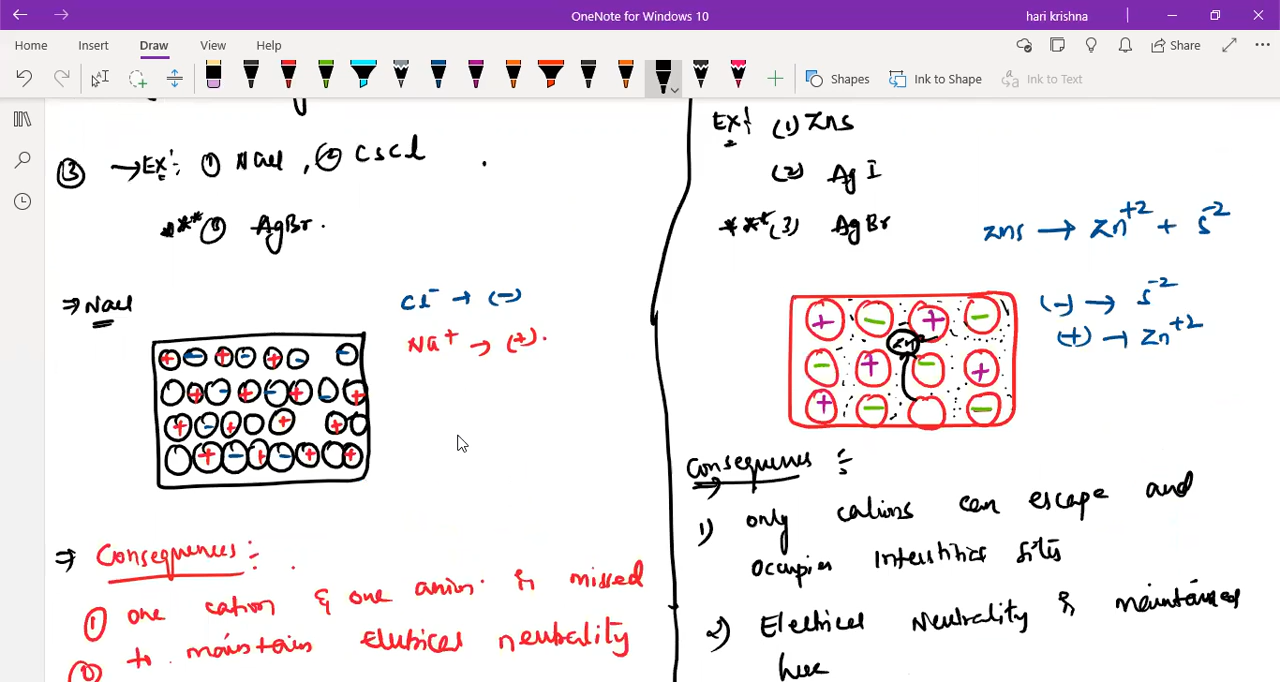 OneNote for Windows 10
hari krishna
Home Insert Draw View Help
Share
Shapes
Ink to Shape
Ink to Text
③ → EX: ① NaCl, ② CsCl
*** ③ AgBr.
⇒ NaCl
Cl⁻ → (-)
Na⁺ → (+).
+ - + - + - -
+ - + - + - +
+ - + + +
+ - + - + +
⇒ Consequences:-
① one cation & one anion is missed
to maintains electrical neutrality
②
EX: (1) ZnS
(2) AgI
*** (3) AgBr
ZnS → Zn⁺² + S⁻²
(-) → S⁻²
(+) → Zn⁺²
+ - + -
- + - +
+ - -
Consequences :-
1) only cations can escape and
occupies Interstitial sites
2) Electrical Neutrality is maintained
here